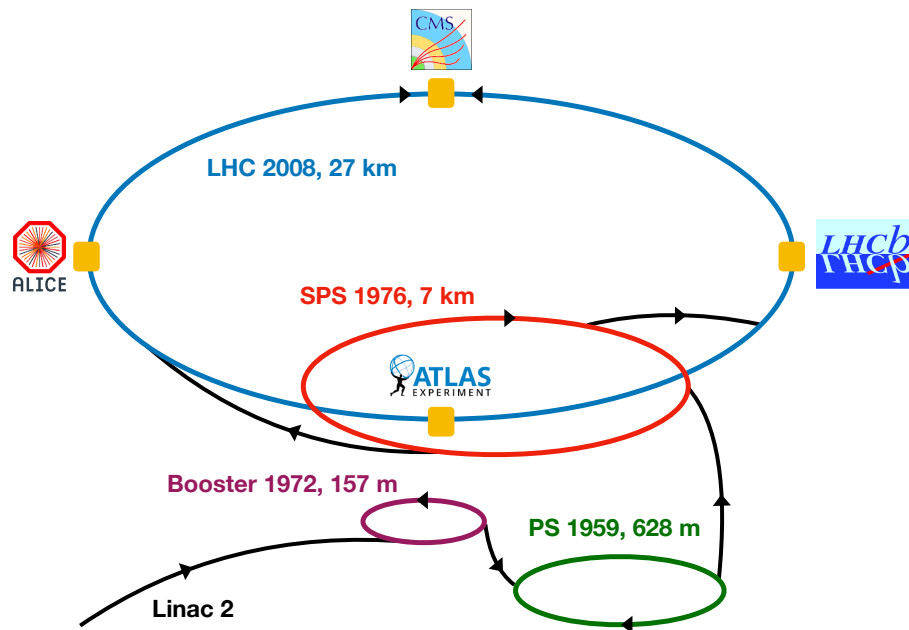 CMS
LHC 2008, 27 km
ALICE
LHCb
LHCb
SPS 1976, 7 km
ATLAS
EXPERIMENT
Booster 1972, 157 m
PS 1959, 628 m
Linac 2